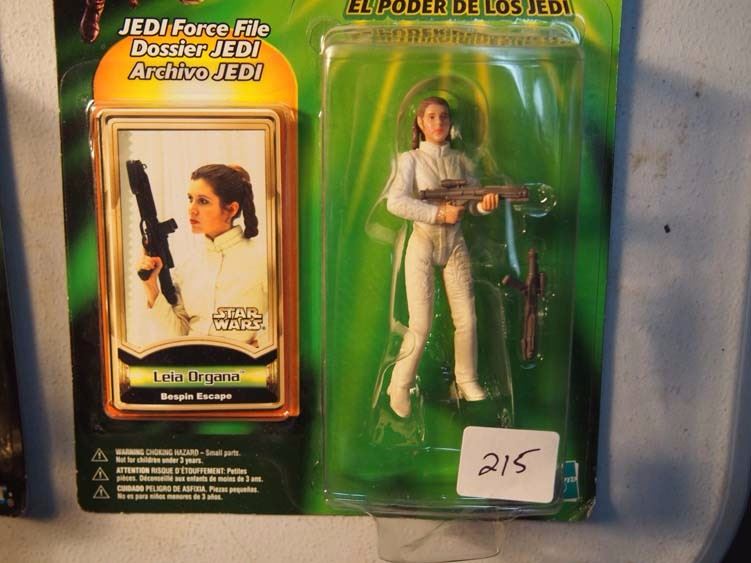 EL PODER DE LOS JEDI
JEDI Force File
Dossier JEDI
Archivo JEDI
STAR
WARS
Leia Organa™
Bespin Escape
WARNING CHOKING HAZARD – Small parts.
Not for children under 3 years.
ATTENTION RISQUE D'ÉTOUFFEMENT: Petites
pièces. Déconseillé aux enfants de moins de 3 ans.
CUIDADO PELIGRO DE ASFIXIA. Piezas pequeñas.
No es para niños menores de 3 años.
215